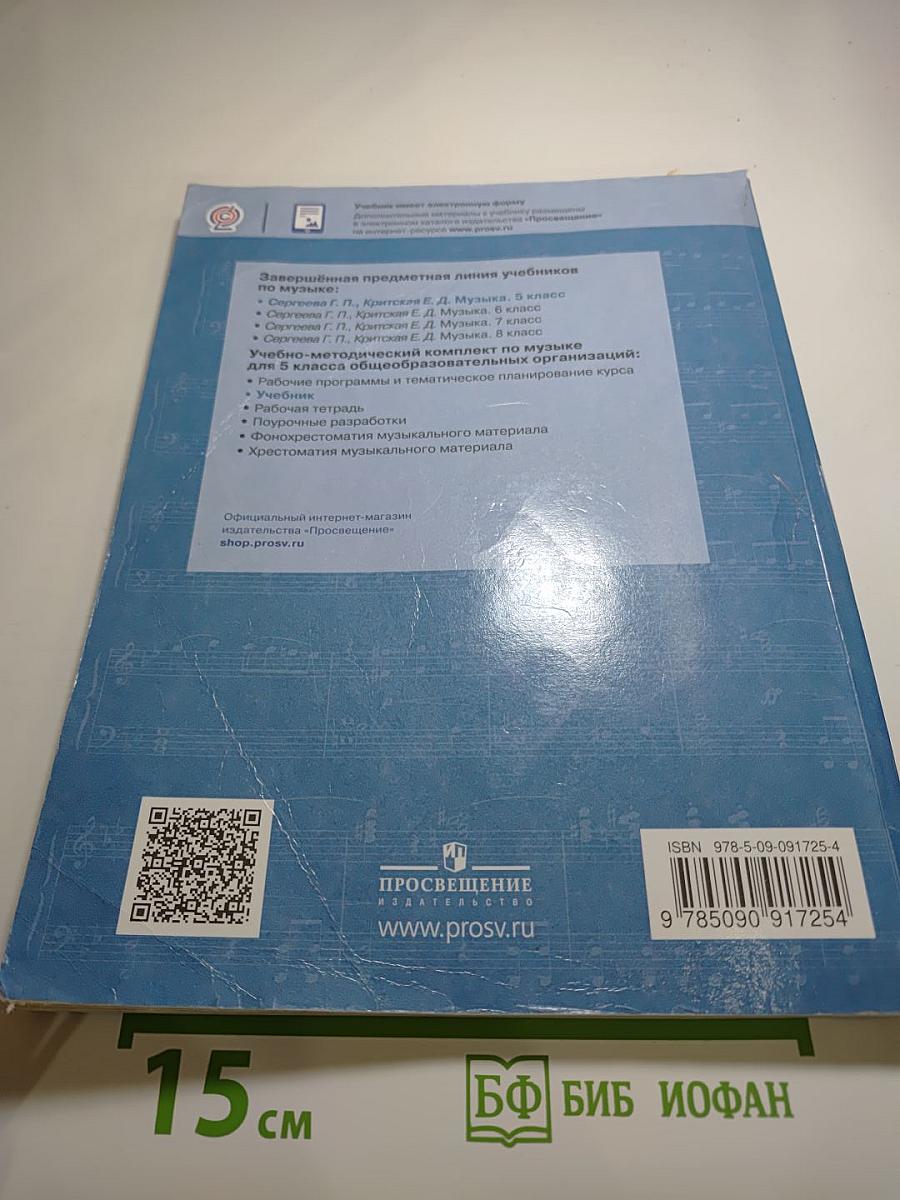 Учебник имеет электронную форму
Дополнительные материалы к учебнику размещены
в электронном каталоге издательства «Просвещение»
на интернет-ресурсе www.prosv.ru
Завершённая предметная линия учебников
по музыке:
• Сергеева Г. П., Критская Е. Д. Музыка. 5 класс
• Сергеева Г. П., Критская Е. Д. Музыка. 6 класс
• Сергеева Г. П., Критская Е. Д. Музыка. 7 класс
• Сергеева Г. П., Критская Е. Д. Музыка. 8 класс
Учебно-методический комплект по музыке
для 5 класса общеобразовательных организаций:
• Рабочие программы и тематическое планирование курса
• Учебник
• Рабочая тетрадь
• Поурочные разработки
• Фонохрестоматия музыкального материала
• Хрестоматия музыкального материала
Официальный интернет-магазин
издательства «Просвещение»
shop.prosv.ru
ИП
ПРОСВЕЩЕНИЕ
ИЗДАТЕЛЬСТВО
www.prosv.ru
ISBN 978-5-09-091725-4
9 785090 917254
15 см
БФ БИБ ИОФАН